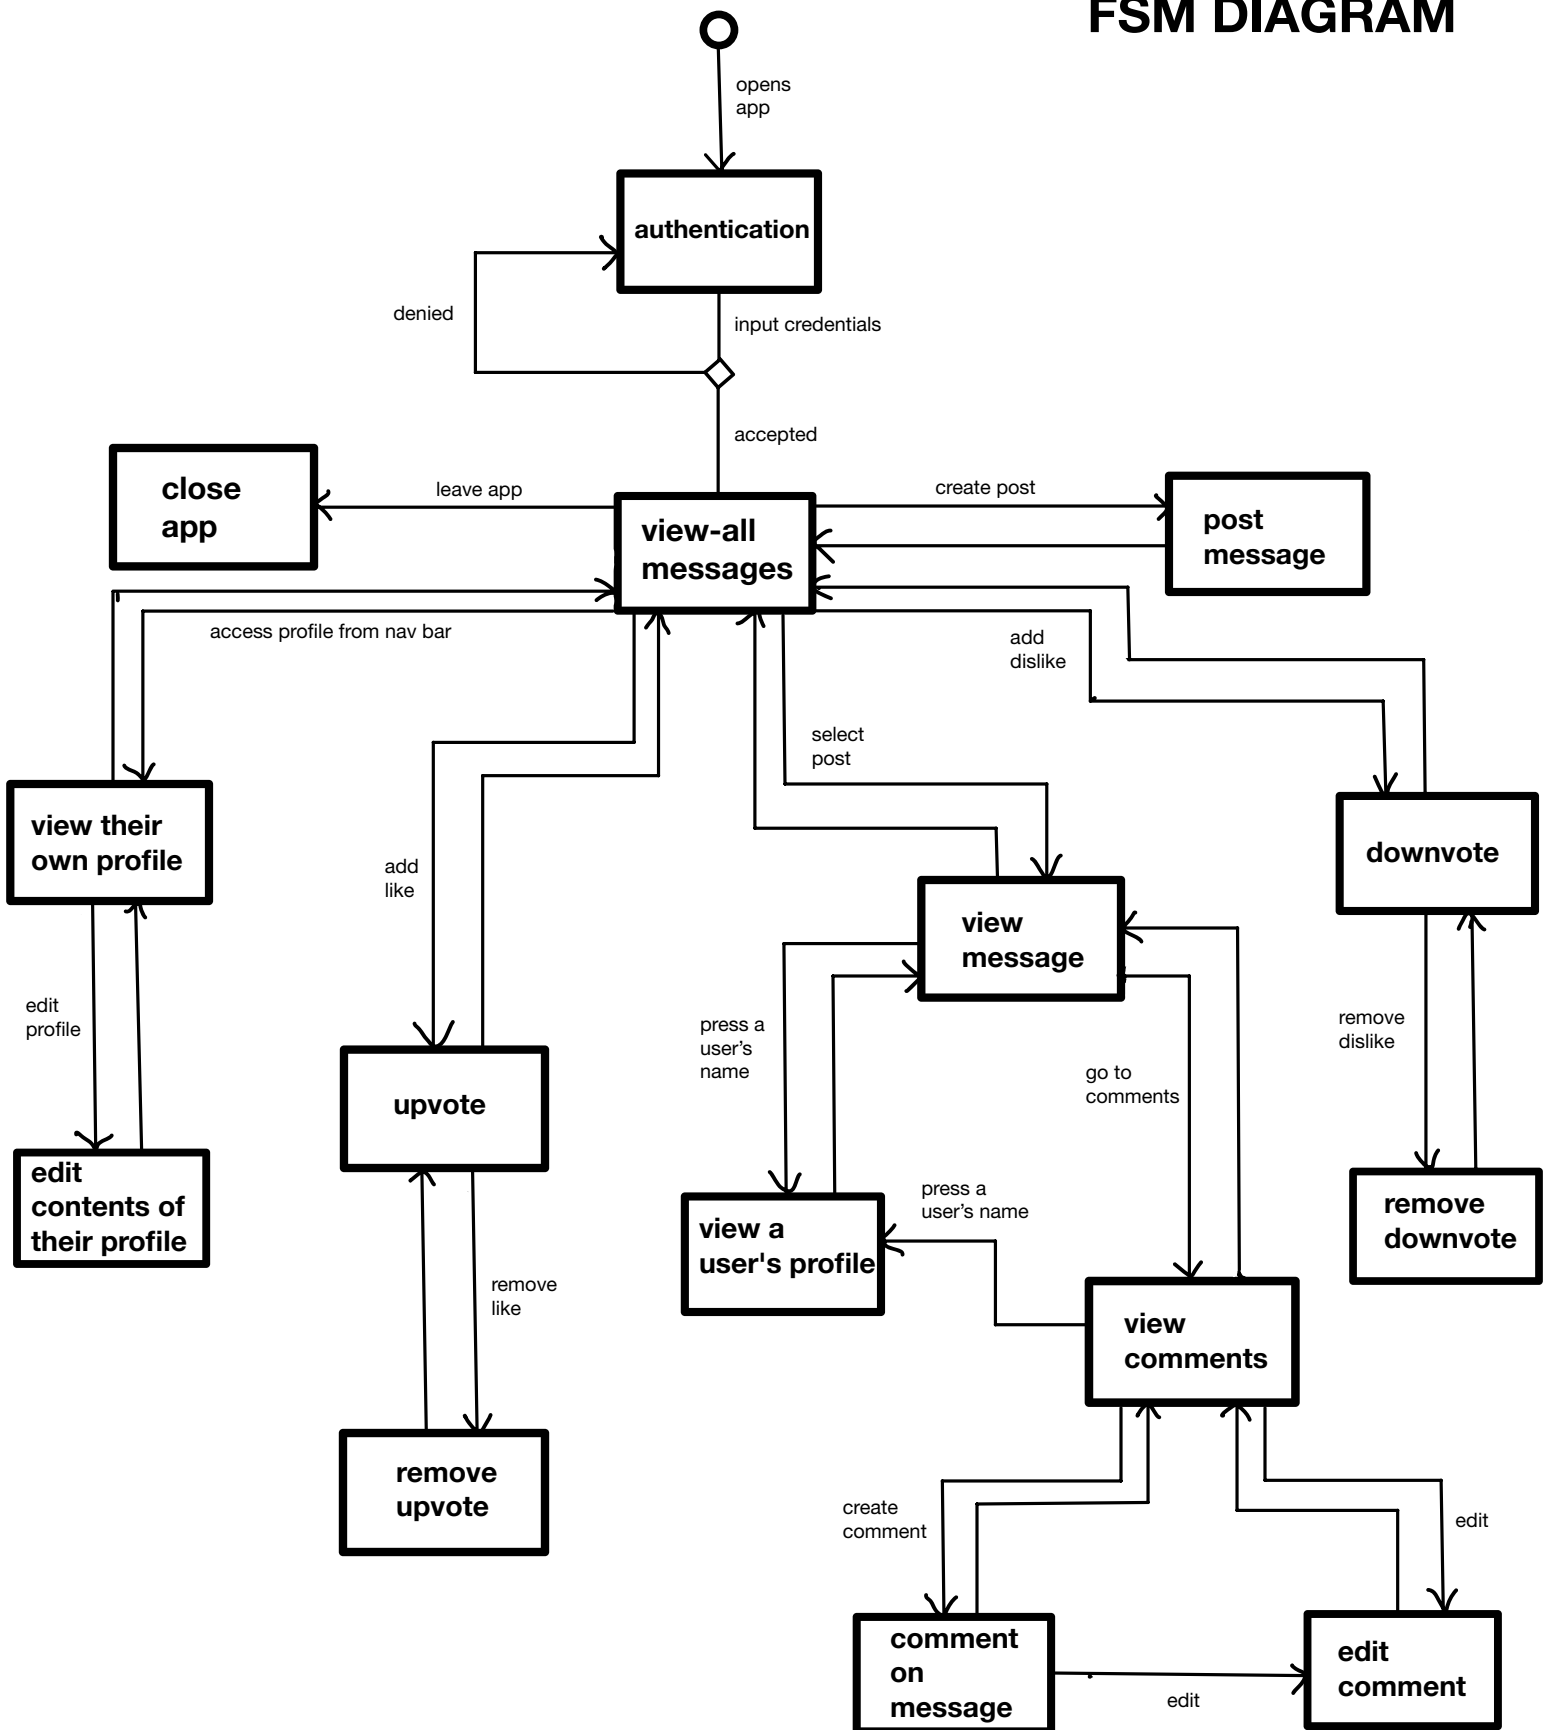 FSM DIAGRAM
opens
app
authentication
denied
input credentials
accepted
close
app
leave app
view-all
messages
create post
post
message
access profile from nav bar
add
dislike
select
post
view their
own profile
add
like
view
message
downvote
edit
profile
press a
user's
name
go to
comments
remove
dislike
upvote
edit
contents of
their profile
view a
user's profile
press a
user's name
remove
downvote
remove
like
view
comments
remove
upvote
create
comment
edit
comment
on
message
edit
edit
comment